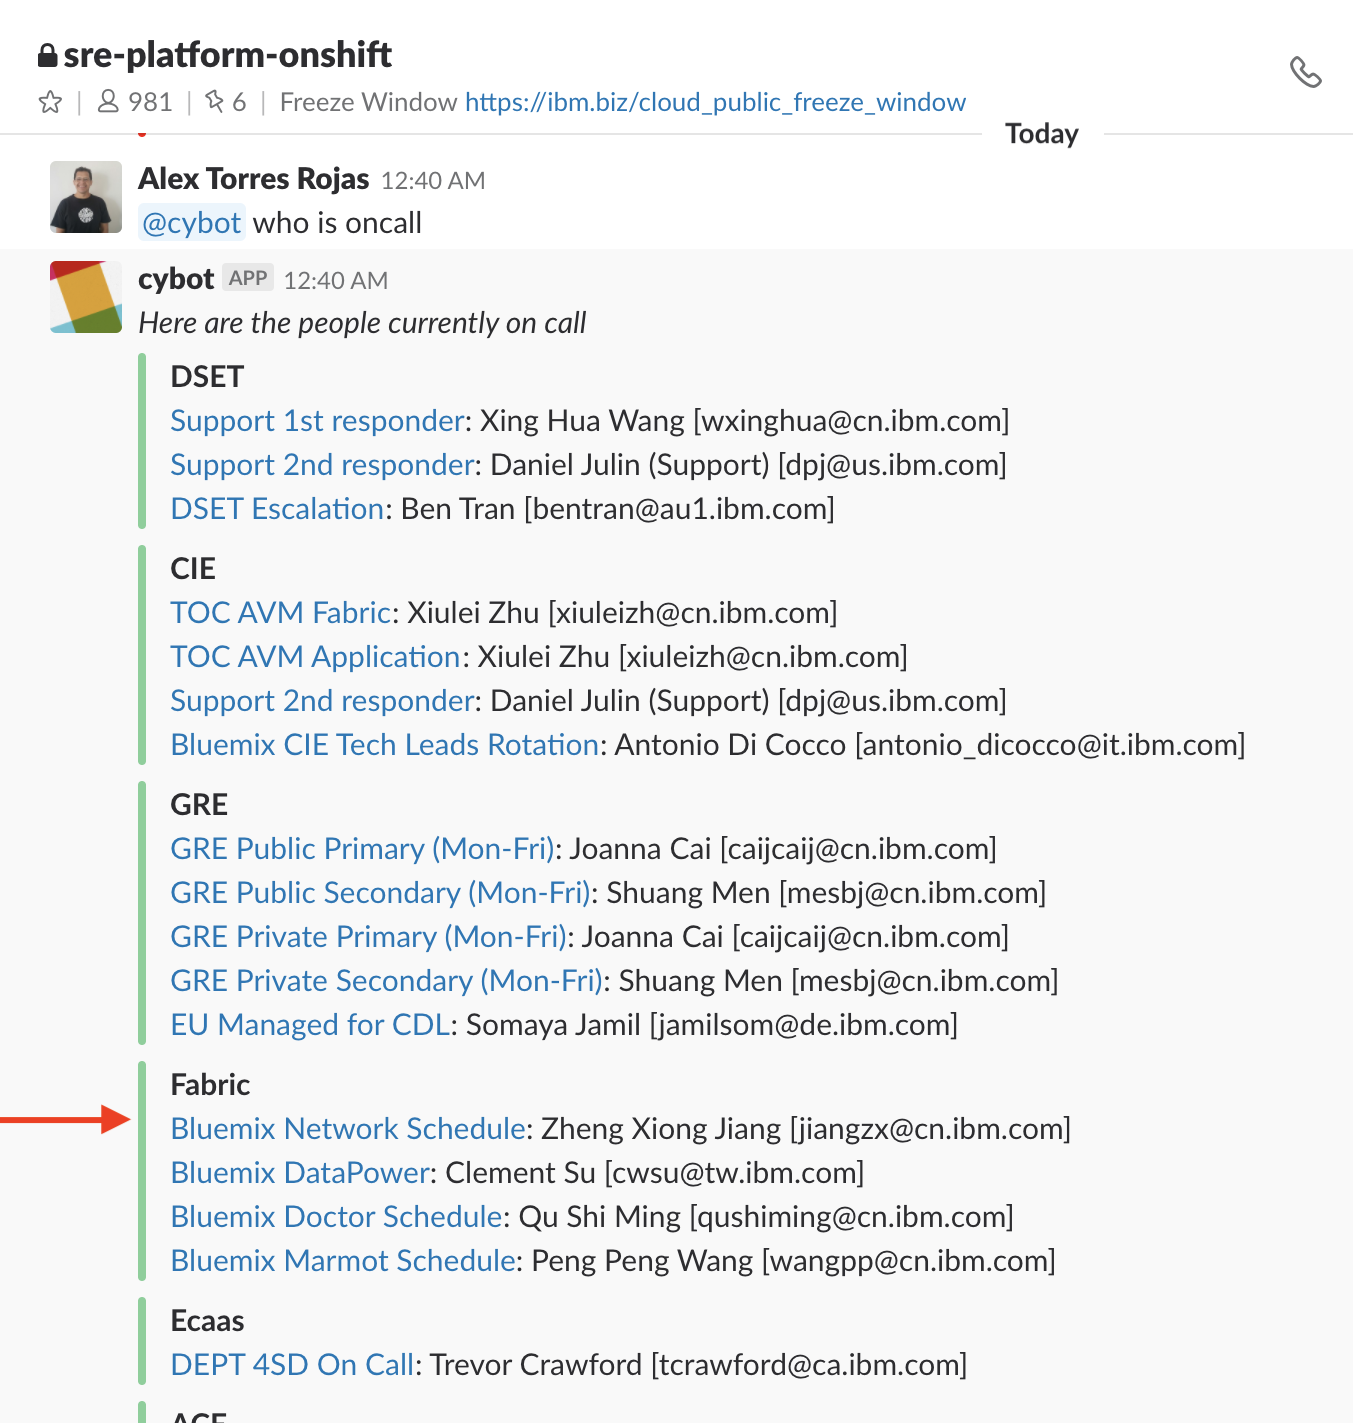 sre-platform-onshift
981 | 6 | Freeze Window https://ibm.biz/cloud_public_freeze_window
Today
Alex Torres Rojas 12:40 AM
@cybot who is oncall
cybot APP 12:40 AM
Here are the people currently on call
DSET
Support 1st responder: Xing Hua Wang [wxinghua@cn.ibm.com]
Support 2nd responder: Daniel Julin (Support) [dpj@us.ibm.com]
DSET Escalation: Ben Tran [bentran@au1.ibm.com]
CIE
TOC AVM Fabric: Xiulei Zhu [xiuleizh@cn.ibm.com]
TOC AVM Application: Xiulei Zhu [xiuleizh@cn.ibm.com]
Support 2nd responder: Daniel Julin (Support) [dpj@us.ibm.com]
Bluemix CIE Tech Leads Rotation: Antonio Di Cocco [antonio_dicocco@it.ibm.com]
GRE
GRE Public Primary (Mon-Fri): Joanna Cai [caijcaij@cn.ibm.com]
GRE Public Secondary (Mon-Fri): Shuang Men [mesbj@cn.ibm.com]
GRE Private Primary (Mon-Fri): Joanna Cai [caijcaij@cn.ibm.com]
GRE Private Secondary (Mon-Fri): Shuang Men [mesbj@cn.ibm.com]
EU Managed for CDL: Somaya Jamil [jamilsom@de.ibm.com]
Fabric
Bluemix Network Schedule: Zheng Xiong Jiang [jiangzx@cn.ibm.com]
Bluemix DataPower: Clement Su [cwsu@tw.ibm.com]
Bluemix Doctor Schedule: Qu Shi Ming [qushiming@cn.ibm.com]
Bluemix Marmot Schedule: Peng Peng Wang [wangpp@cn.ibm.com]
Ecaas
DEPT 4SD On Call: Trevor Crawford [tcrawford@ca.ibm.com]